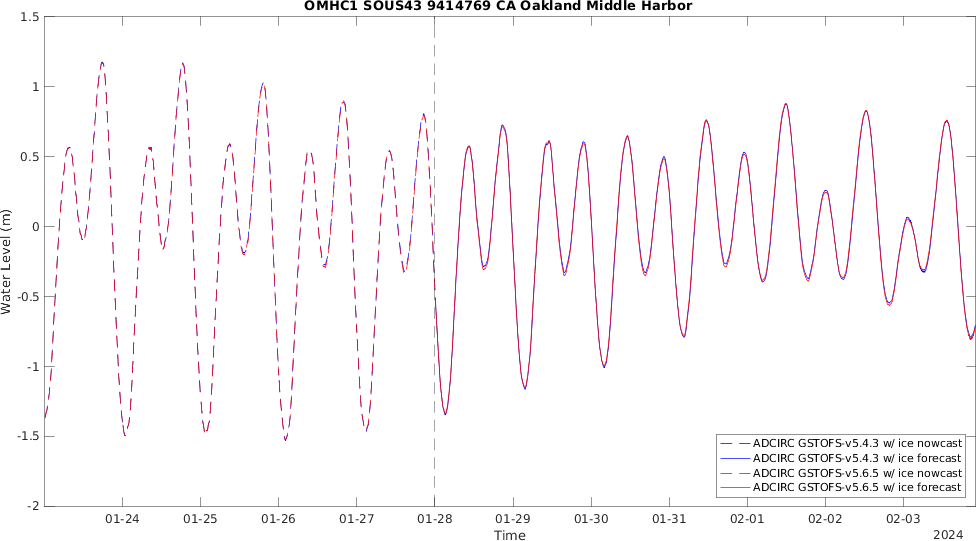 OMHC1 SOUS43 9414769 CA Oakland Middle Harbor
1.5
1
0.5
0
-0.5
-1
-1.5
-2
Water Level (m)
01-24
01-25
01-26
01-27
01-28
01-29
01-30
01-31
02-01
02-02
02-03
Time
2024
ADCIRC GSTOFS-v5.4.3 w/ ice nowcast
ADCIRC GSTOFS-v5.4.3 w/ ice forecast
ADCIRC GSTOFS-v5.6.5 w/ ice nowcast
ADCIRC GSTOFS-v5.6.5 w/ ice forecast